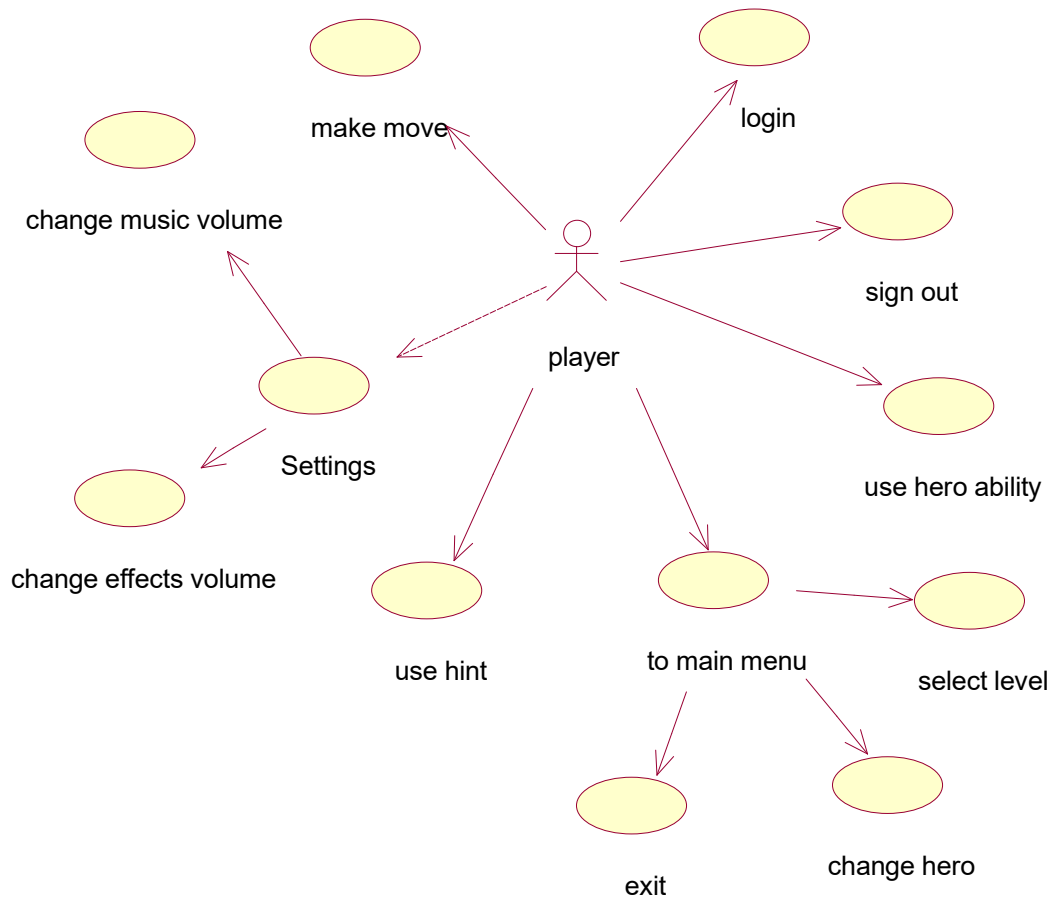 login
make move
change music volume
sign out
player
Settings
use hero ability
change effects volume
use hint
to main menu
select level
change hero
exit